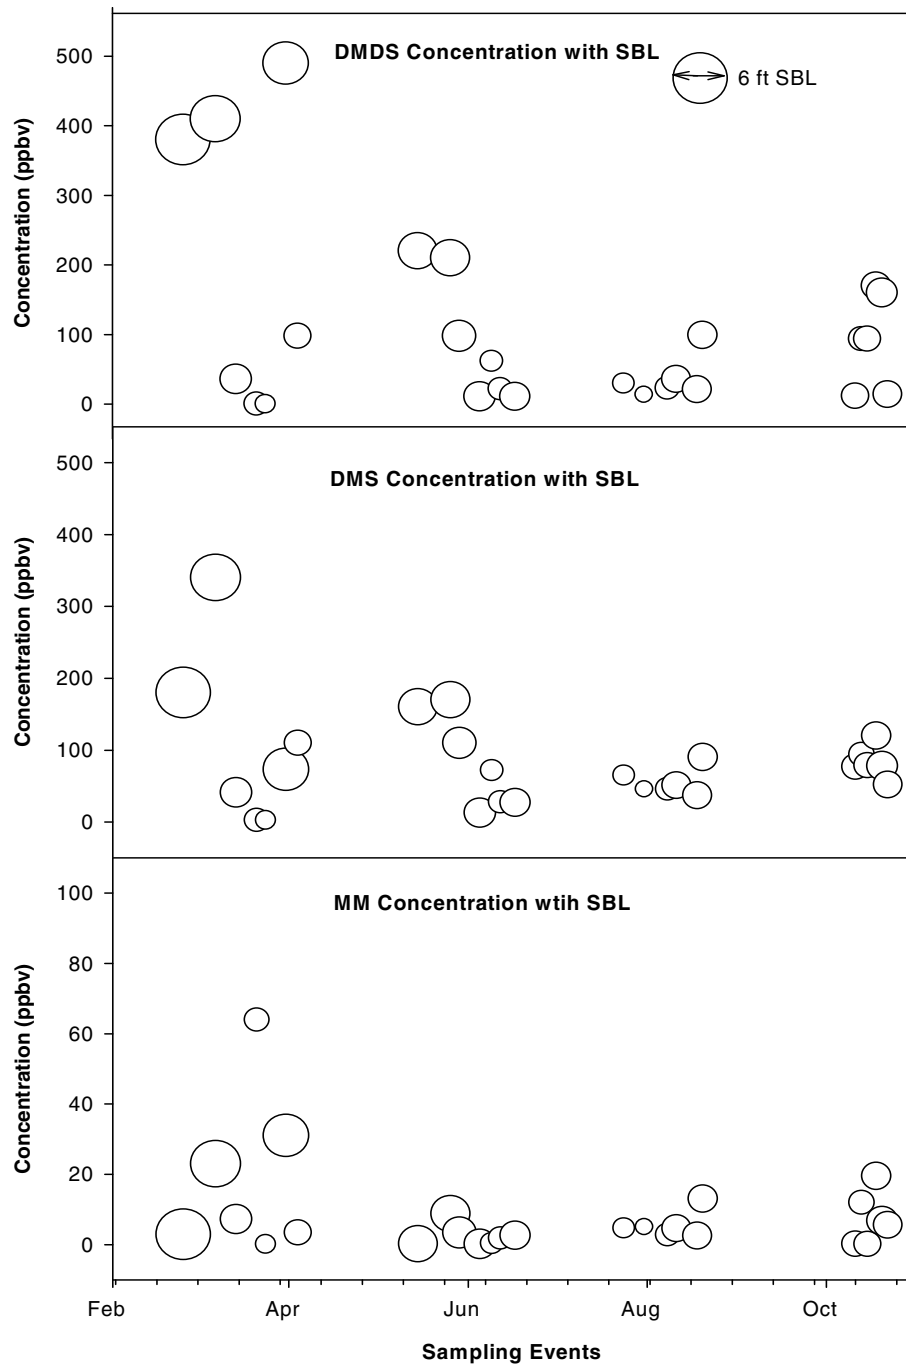 DMDS Concentration with SBL
6 ft SBL
500
400
300
200
100
0
Concentration (ppbv)
DMS Concentration with SBL
500
400
300
200
100
0
Concentration (ppbv)
MM Concentration wtih SBL
100
80
60
40
20
0
Concentration (ppbv)
Feb Apr Jun Aug Oct
Sampling Events